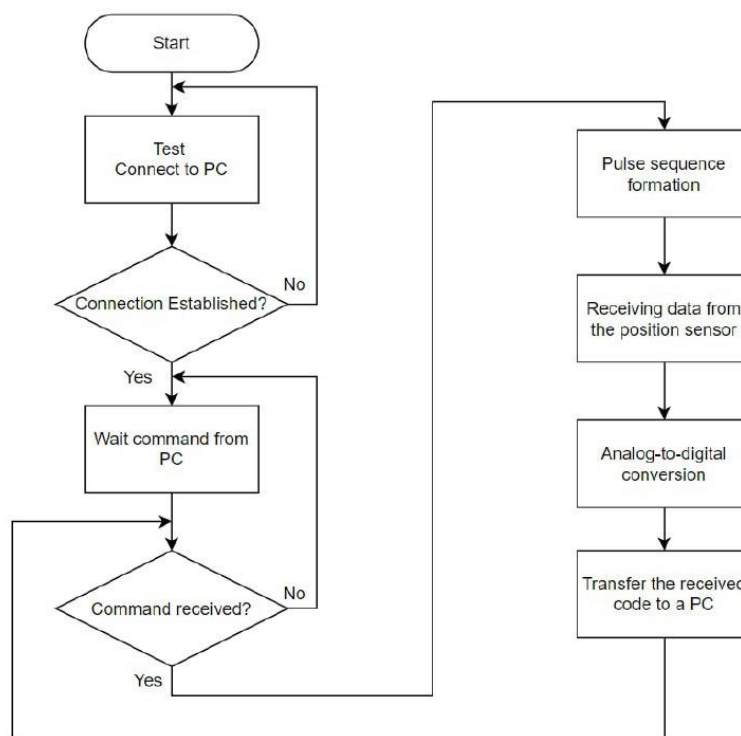 Start
Test
Connect to PC
Connection Established?
No
Yes
Wait command from
PC
Command received?
No
Yes
Pulse sequence
formation
Receiving data from
the position sensor
Analog-to-digital
conversion
Transfer the received
code to a PC